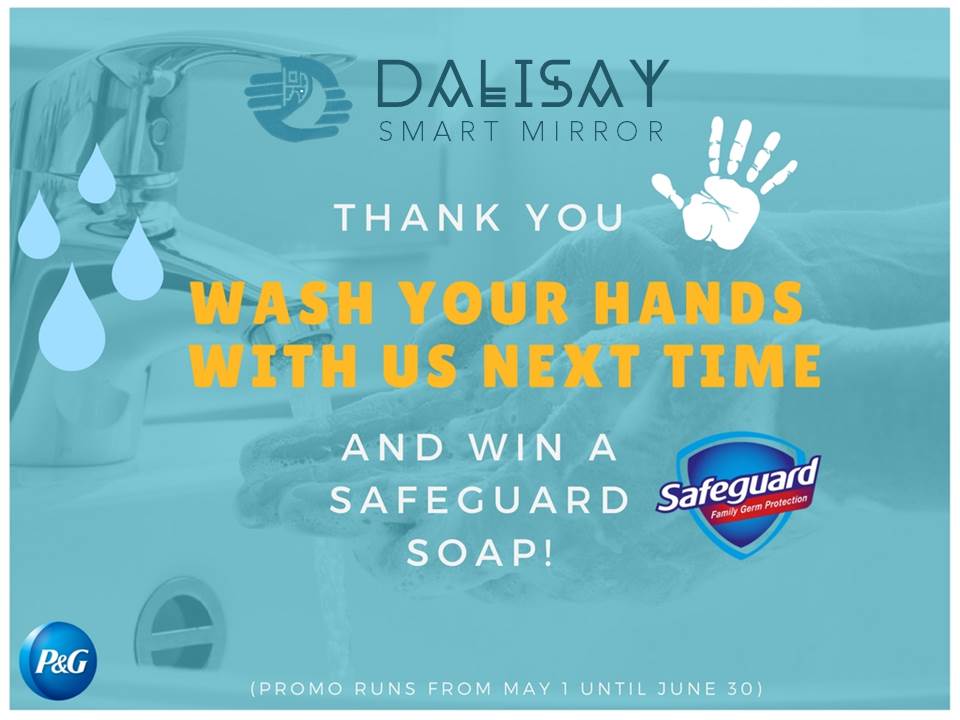 DALISAY
SMART MIRROR
THANK YOU
WASH YOUR HANDS
WITH US NEXT TIME
AND WIN A
SAFEGUARD
SOAP!
Safeguard
Family Germ Protection
P&G
(PROMO RUNS FROM MAY 1 UNTIL JUNE 30)